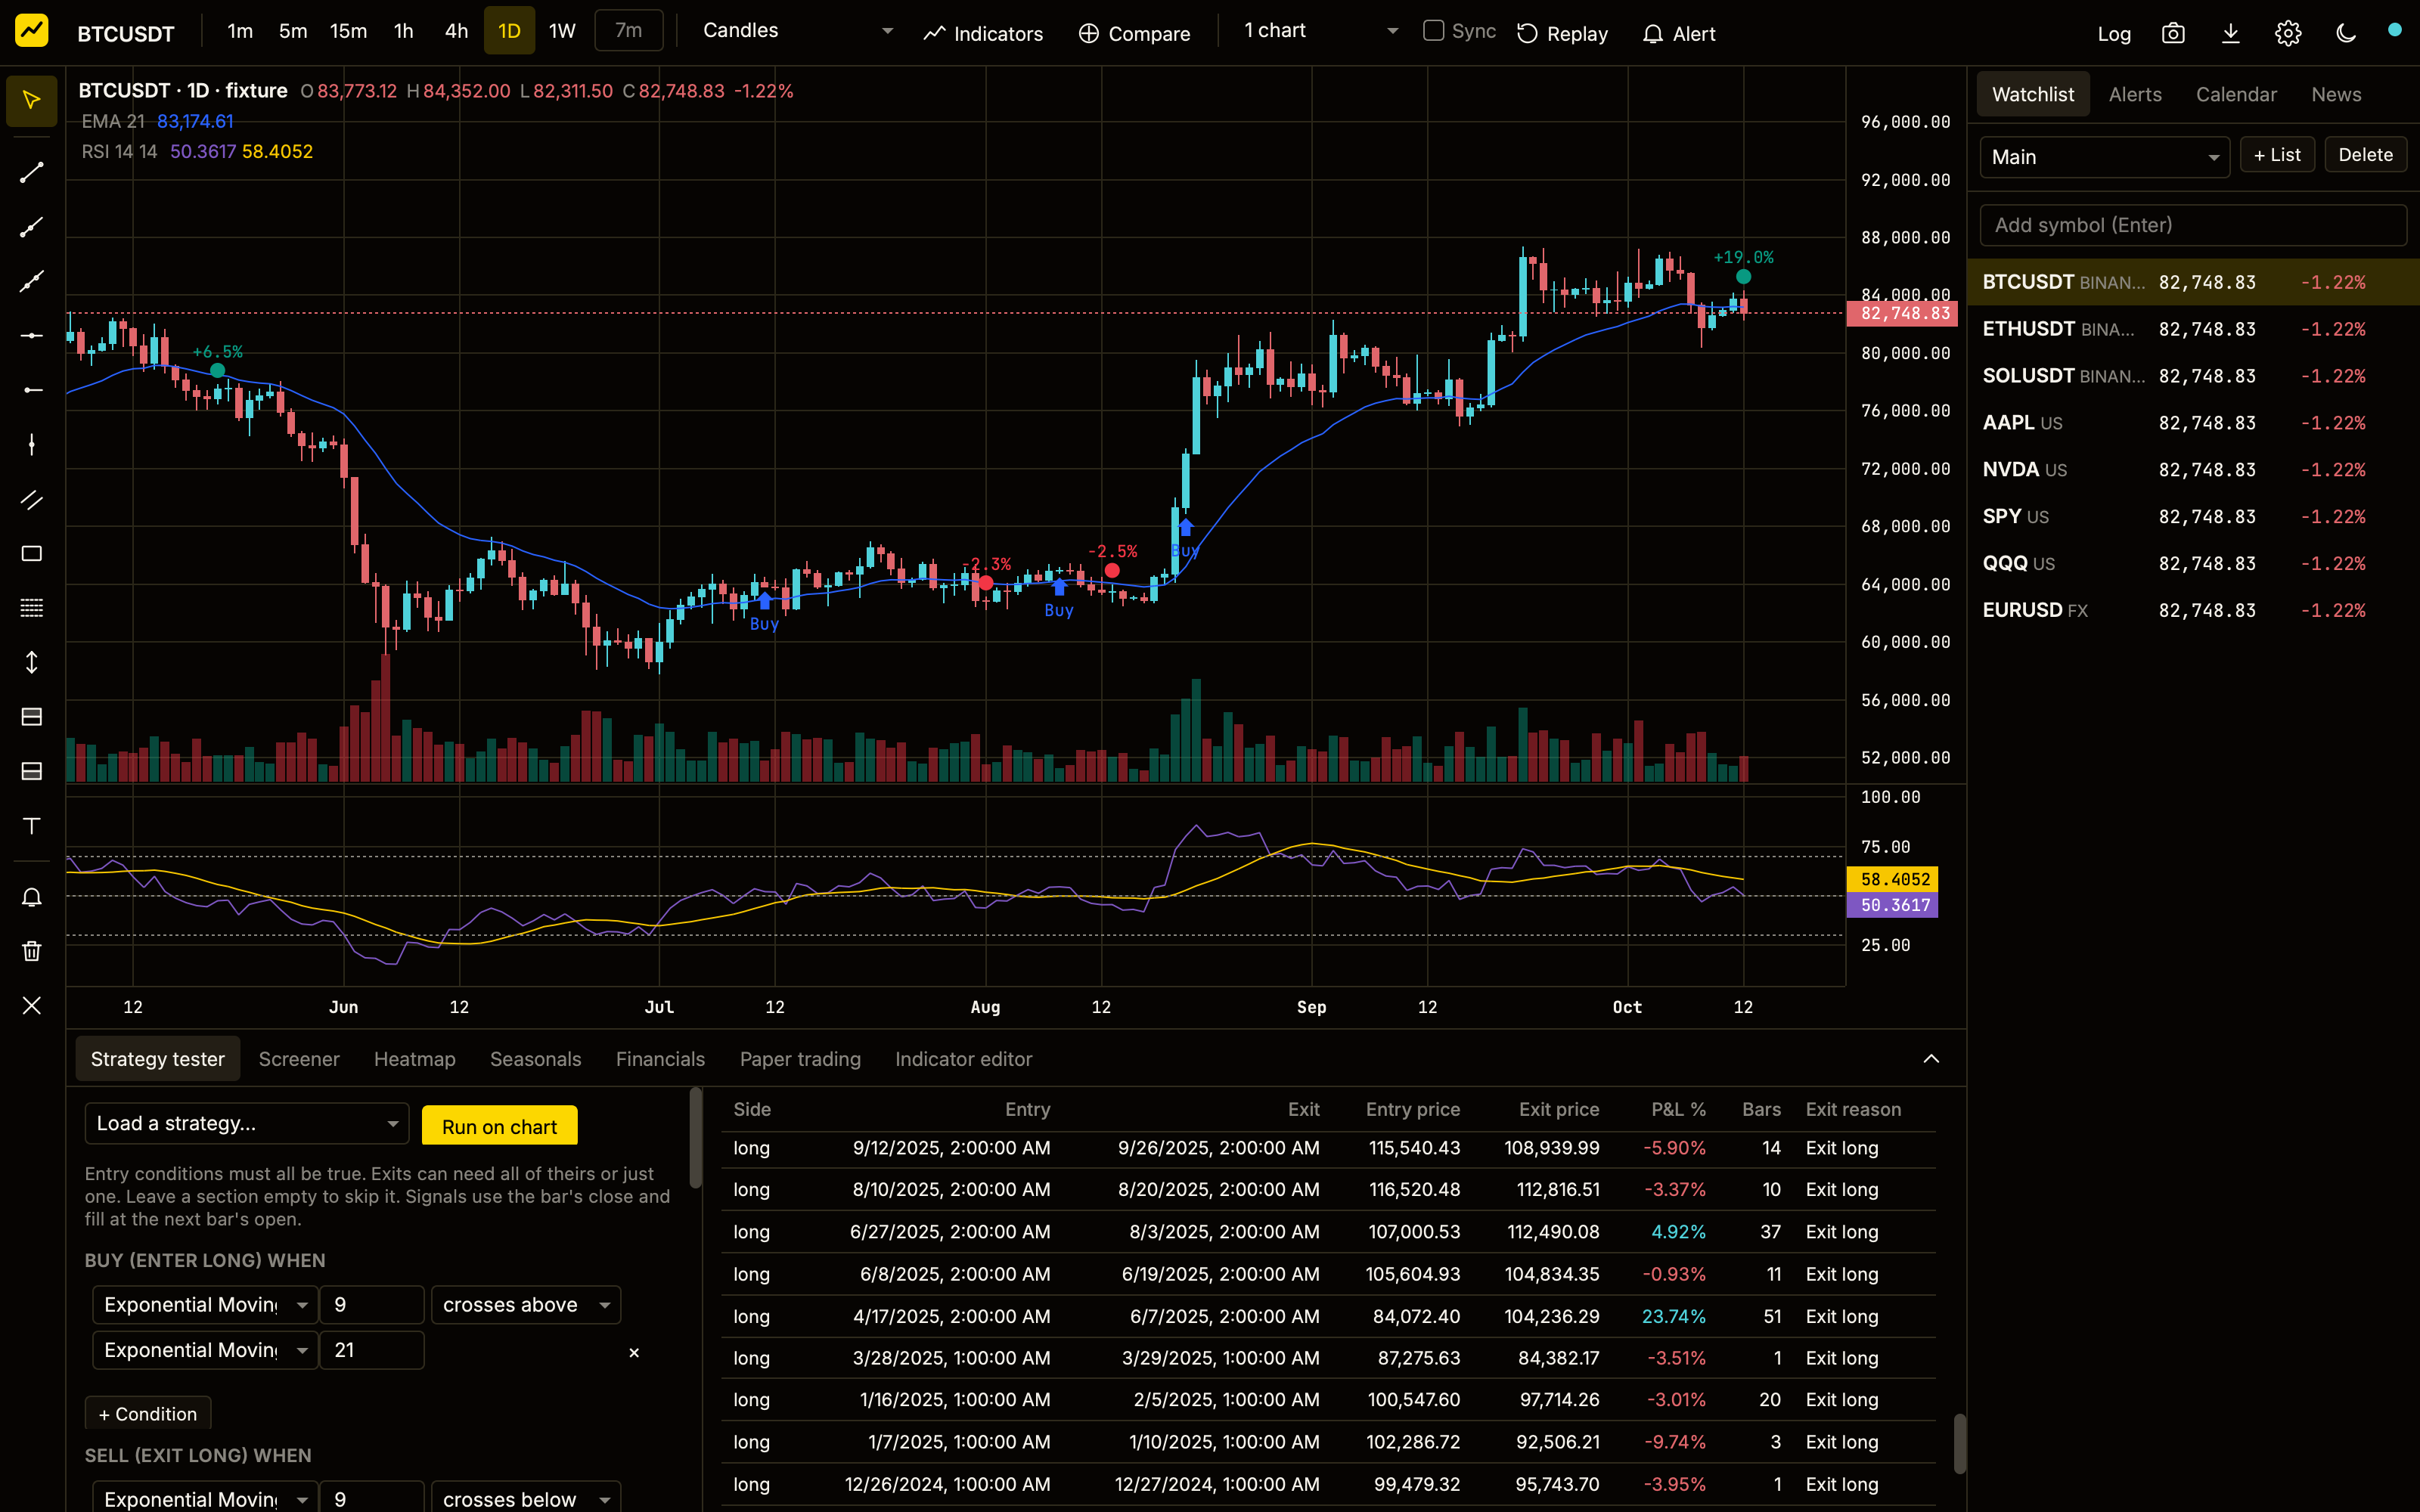 BTCUSDT 1m 5m 15m 1h 4h 1D 1W 7m Candles Indicators Compare 1 chart Sync Replay Alert Log
BTCUSDT · 1D · fixture O 83,773.12 H 84,352.00 L 82,311.50 C 82,748.83 -1.22%
EMA 21 83,174.61
RSI 14 14 50.3617 58.4052
+6.5%
Buy
-2.3%
Buy
-2.5%
Buy
+19.0%
96,000.00
92,000.00
88,000.00
84,000.00
82,748.83
80,000.00
76,000.00
72,000.00
68,000.00
64,000.00
60,000.00
56,000.00
52,000.00
100.00
75.00
58.4052
50.3617
25.00
12 Jun 12 Jul 12 Aug 12 Sep 12 Oct 12
Watchlist Alerts Calendar News
Main + List Delete
Add symbol (Enter)
BTCUSDT BINAN... 82,748.83 -1.22%
ETHUSDT BINA... 82,748.83 -1.22%
SOLUSDT BINAN... 82,748.83 -1.22%
AAPL US 82,748.83 -1.22%
NVDA US 82,748.83 -1.22%
SPY US 82,748.83 -1.22%
QQQ US 82,748.83 -1.22%
EURUSD FX 82,748.83 -1.22%
Strategy tester Screener Heatmap Seasonals Financials Paper trading Indicator editor
Load a strategy... Run on chart
Entry conditions must all be true. Exits can need all of theirs or just
one. Leave a section empty to skip it. Signals use the bar's close and
fill at the next bar's open.
BUY (ENTER LONG) WHEN
Exponential Moving 9 crosses above
Exponential Moving 21 ×
+ Condition
SELL (EXIT LONG) WHEN
Exponential Moving 9 crosses below
Side Entry Exit Entry price Exit price P&L % Bars Exit reason
long 9/12/2025, 2:00:00 AM 9/26/2025, 2:00:00 AM 115,540.43 108,939.99 -5.90% 14 Exit long
long 8/10/2025, 2:00:00 AM 8/20/2025, 2:00:00 AM 116,520.48 112,816.51 -3.37% 10 Exit long
long 6/27/2025, 2:00:00 AM 8/3/2025, 2:00:00 AM 107,000.53 112,490.08 4.92% 37 Exit long
long 6/8/2025, 2:00:00 AM 6/19/2025, 2:00:00 AM 105,604.93 104,834.35 -0.93% 11 Exit long
long 4/17/2025, 2:00:00 AM 6/7/2025, 2:00:00 AM 84,072.40 104,236.29 23.74% 51 Exit long
long 3/28/2025, 1:00:00 AM 3/29/2025, 1:00:00 AM 87,275.63 84,382.17 -3.51% 1 Exit long
long 1/16/2025, 1:00:00 AM 2/5/2025, 1:00:00 AM 100,547.60 97,714.26 -3.01% 20 Exit long
long 1/7/2025, 1:00:00 AM 1/10/2025, 1:00:00 AM 102,286.72 92,506.21 -9.74% 3 Exit long
long 12/26/2024, 1:00:00 AM 12/27/2024, 1:00:00 AM 99,479.32 95,743.70 -3.95% 1 Exit long